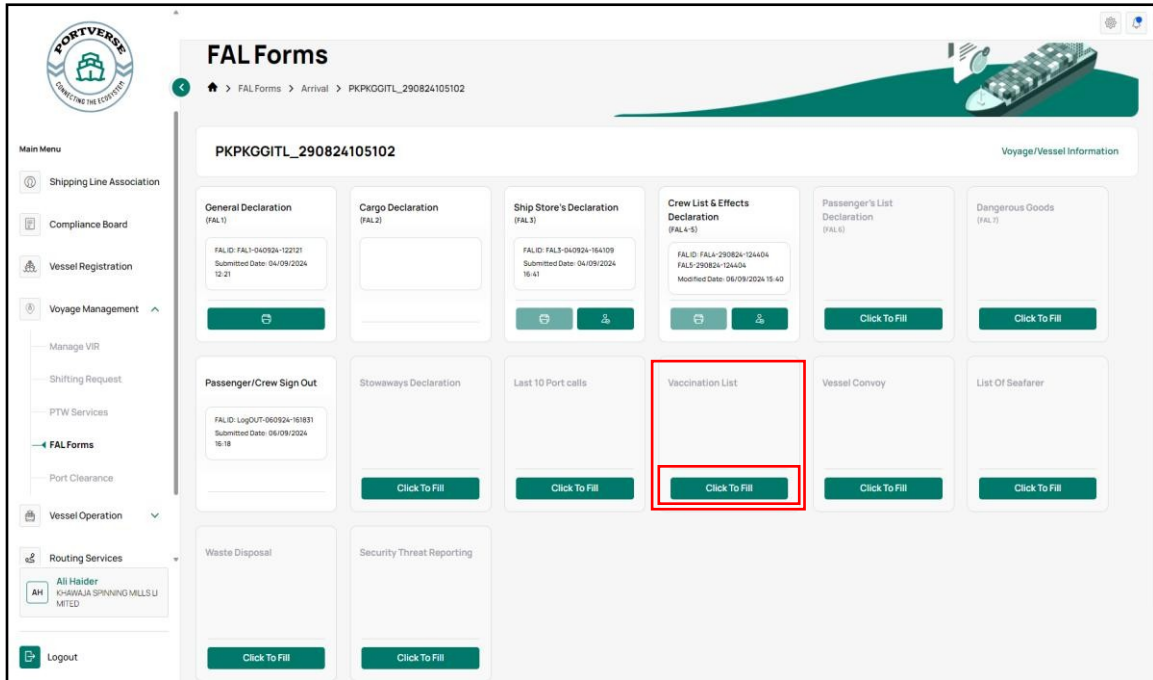 PORTVERSE
CONNECTING THE ECOSYSTEM
FAL Forms
FAL Forms > Arrival > PKPKGGITL_290824105102
Main Menu
Shipping Line Association
Compliance Board
Vessel Registration
Voyage Management
Manage VIR
Shifting Request
PTW Services
FAL Forms
Port Clearance
Vessel Operation
Routing Services
AH
Ali Haider
KHAWAJA SPINNING MILLS LI
MITED
Logout
PKPKGGITL_290824105102
Voyage/Vessel Information
General Declaration
(FAL 1)
FAL ID: FAL1-040924-122121
Submitted Date: 04/09/2024
12:21
Cargo Declaration
(FAL 2)
Ship Store's Declaration
(FAL 3)
FAL ID: FAL3-040924-164109
Submitted Date: 04/09/2024
16:41
Crew List & Effects
Declaration
(FAL 4-5)
FAL ID: FAL4-290824-124404
FAL5-290824-124404
Modified Date: 06/09/2024 15:40
Passenger's List
Declaration
(FAL 6)
Click To Fill
Dangerous Goods
(FAL 7)
Click To Fill
Passenger/Crew Sign Out
FAL ID: LogOUT-060924-161831
Submitted Date: 06/09/2024
16:18
Stowaways Declaration
Click To Fill
Last 10 Port calls
Click To Fill
Vaccination List
Click To Fill
Vessel Convoy
Click To Fill
List Of Seafarer
Click To Fill
Waste Disposal
Click To Fill
Security Threat Reporting
Click To Fill